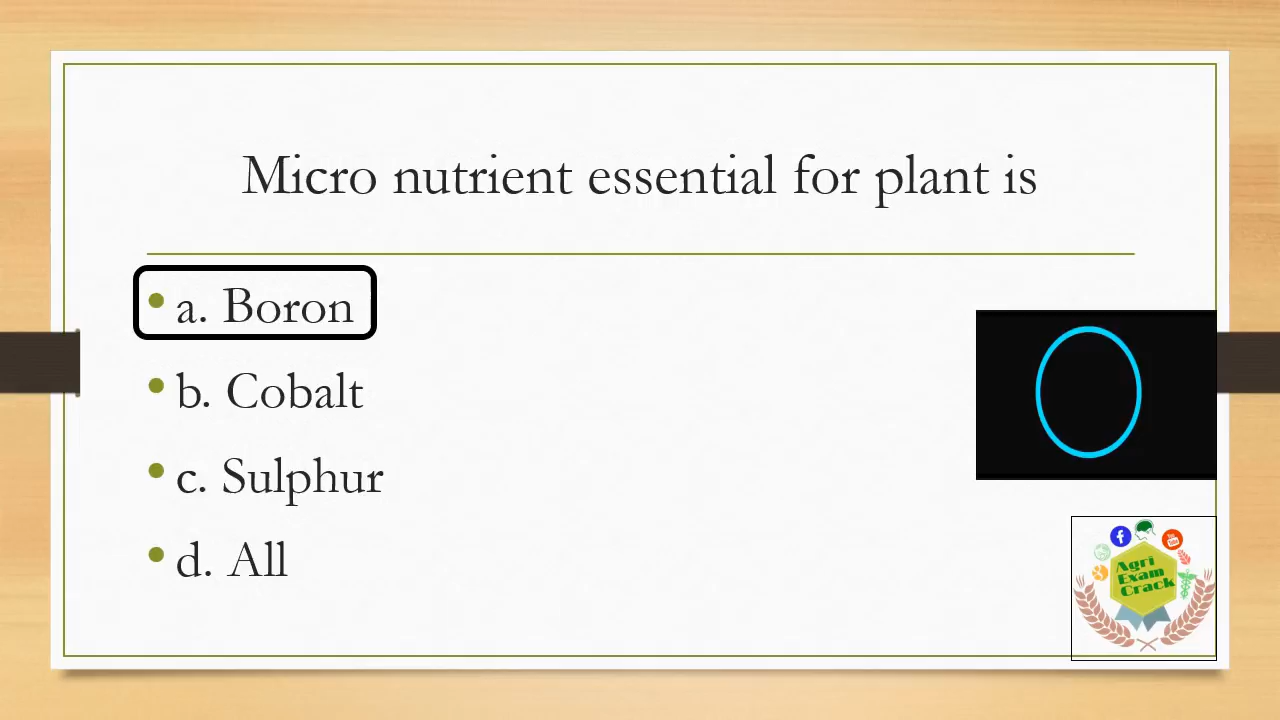 Micro nutrient essential for plant is
• a. Boron
• b. Cobalt
• c. Sulphur
• d. All
Agri
Exam
Crack